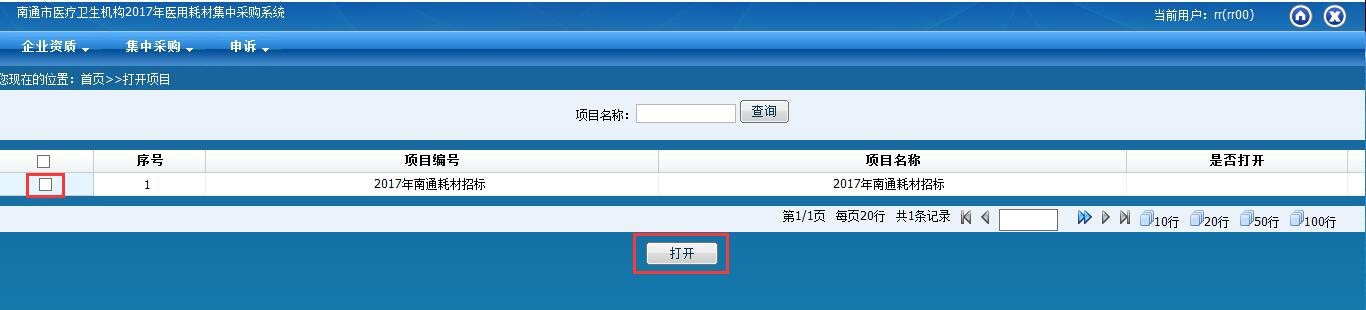 南通市医疗卫生机构2017年医用耗材集中采购系统
当前用户：rr(rr00)
企业资质 集中采购 申诉
您现在的位置：首页>>打开项目
项目名称： 查询
序号 项目编号 项目名称 是否打开
1 2017年南通耗材招标 2017年南通耗材招标
第1/1页 每页20行 共1条记录 10行 20行 50行 100行
打开